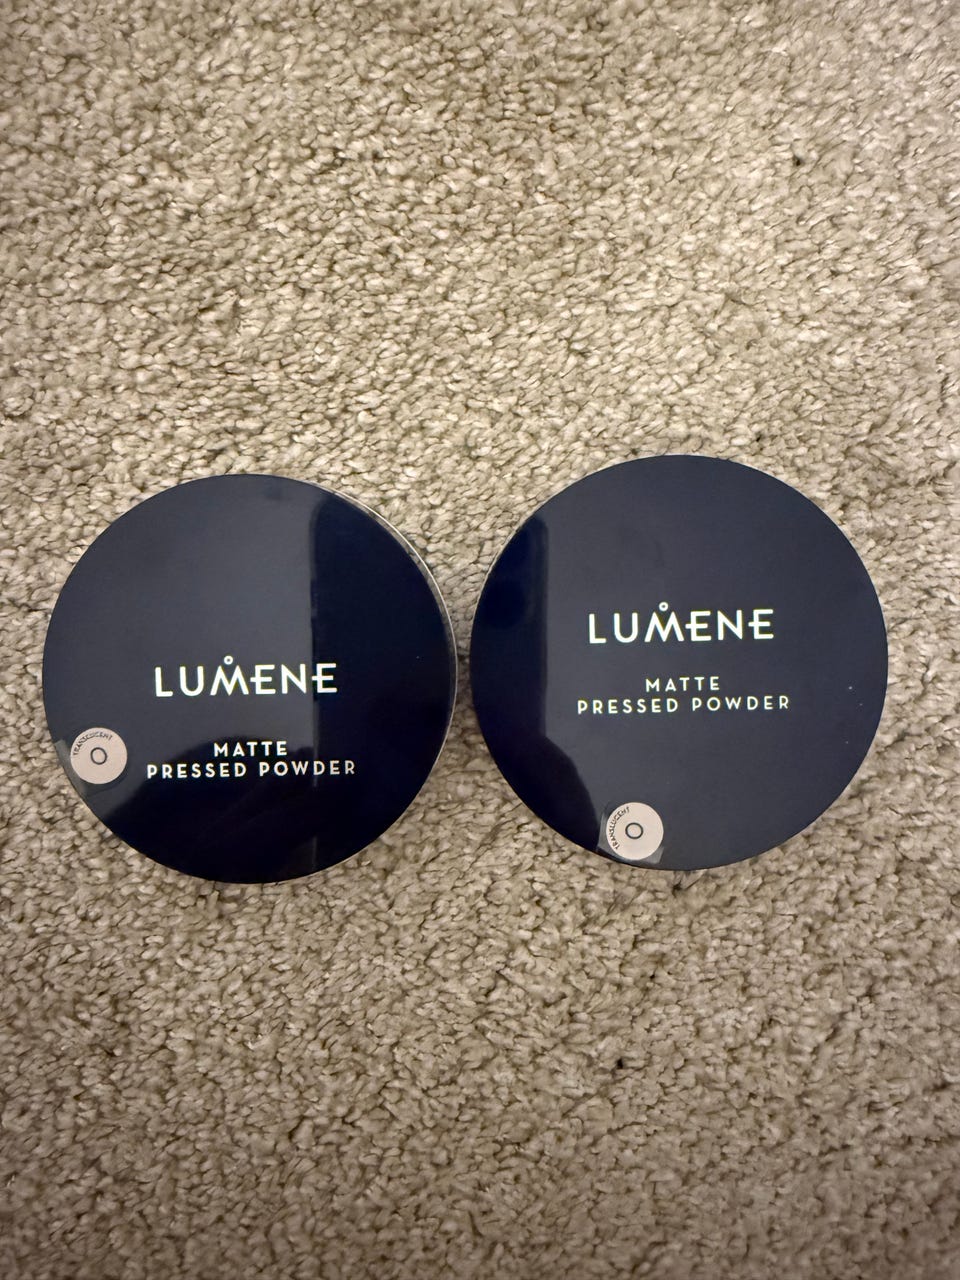 LUMENE
MATTE
PRESSED POWDER
TRANSLUCENT
0
LUMENE
MATTE
PRESSED POWDER
TRANSLUCENT
0